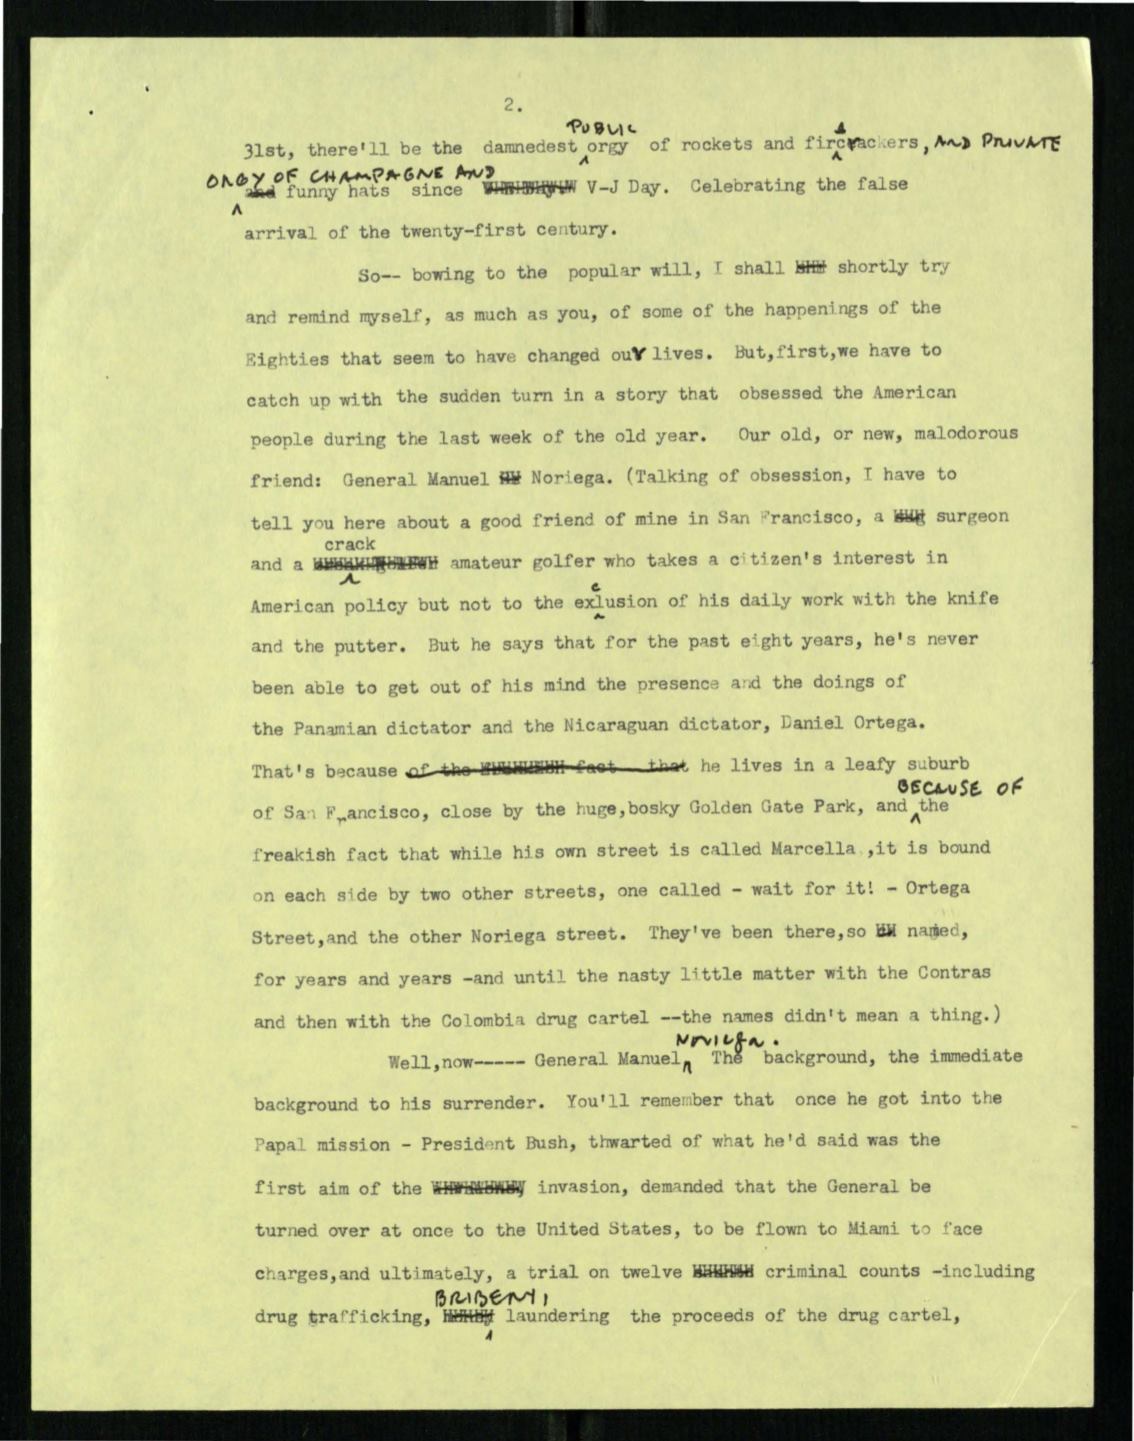 2.
31st, there'll be the damnedest PUBLIC orgy of rockets and fircrackers, AND PRIVATE
ORGY OF CHAMPAGNE AND funny hats since V-J Day. Celebrating the false
arrival of the twenty-first century.
So-- bowing to the popular will, I shall shortly try
and remind myself, as much as you, of some of the happenings of the
Eighties that seem to have changed our lives. But,first,we have to
catch up with the sudden turn in a story that obsessed the American
people during the last week of the old year. Our old, or new, malodorous
friend: General Manuel Noriega. (Talking of obsession, I have to
tell you here about a good friend of mine in San Francisco, a surgeon
and a crack amateur golfer who takes a citizen's interest in
American policy but not to the exclusion of his daily work with the knife
and the putter. But he says that for the past eight years, he's never
been able to get out of his mind the presence and the doings of
the Panamian dictator and the Nicaraguan dictator, Daniel Ortega.
That's because of the fact that he lives in a leafy suburb
of San Francisco, close by the huge,bosky Golden Gate Park, and BECAUSE OF the
freakish fact that while his own street is called Marcella ,it is bound
on each side by two other streets, one called - wait for it! - Ortega
Street,and the other Noriega street. They've been there,so named,
for years and years -and until the nasty little matter with the Contras
and then with the Colombia drug cartel --the names didn't mean a thing.)
Well,now----- General Manuel Noriega. The background, the immediate
background to his surrender. You'll remember that once he got into the
Papal mission - President Bush, thwarted of what he'd said was the
first aim of the invasion, demanded that the General be
turned over at once to the United States, to be flown to Miami to face
charges,and ultimately, a trial on twelve criminal counts -including
drug trafficking, BRIBERY, laundering the proceeds of the drug cartel,